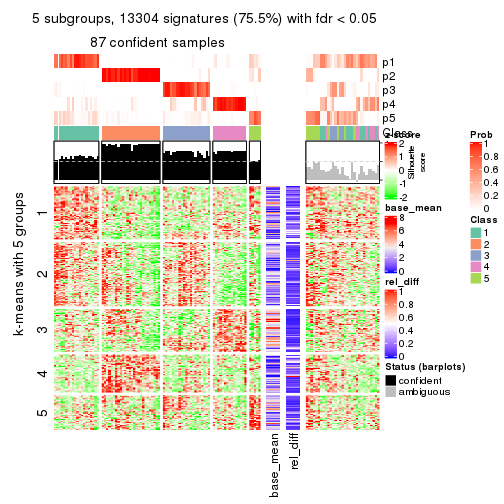 5 subgroups, 13304 signatures (75.5%) with fdr < 0.05
87 confident samples
p1
p2
p3
p4
p5
Class
z-score
2
1
0
-1
-2
Silhouette
score
base_mean
8
6
4
2
0
rel_diff
1
0.8
0.6
0.4
0.2
0
Prob
1
0.8
0.6
0.4
0.2
0
Class
1
2
3
4
5
Status (barplots)
confident
ambiguous
k-means with 5 groups
1
2
3
4
5
base_mean
rel_diff